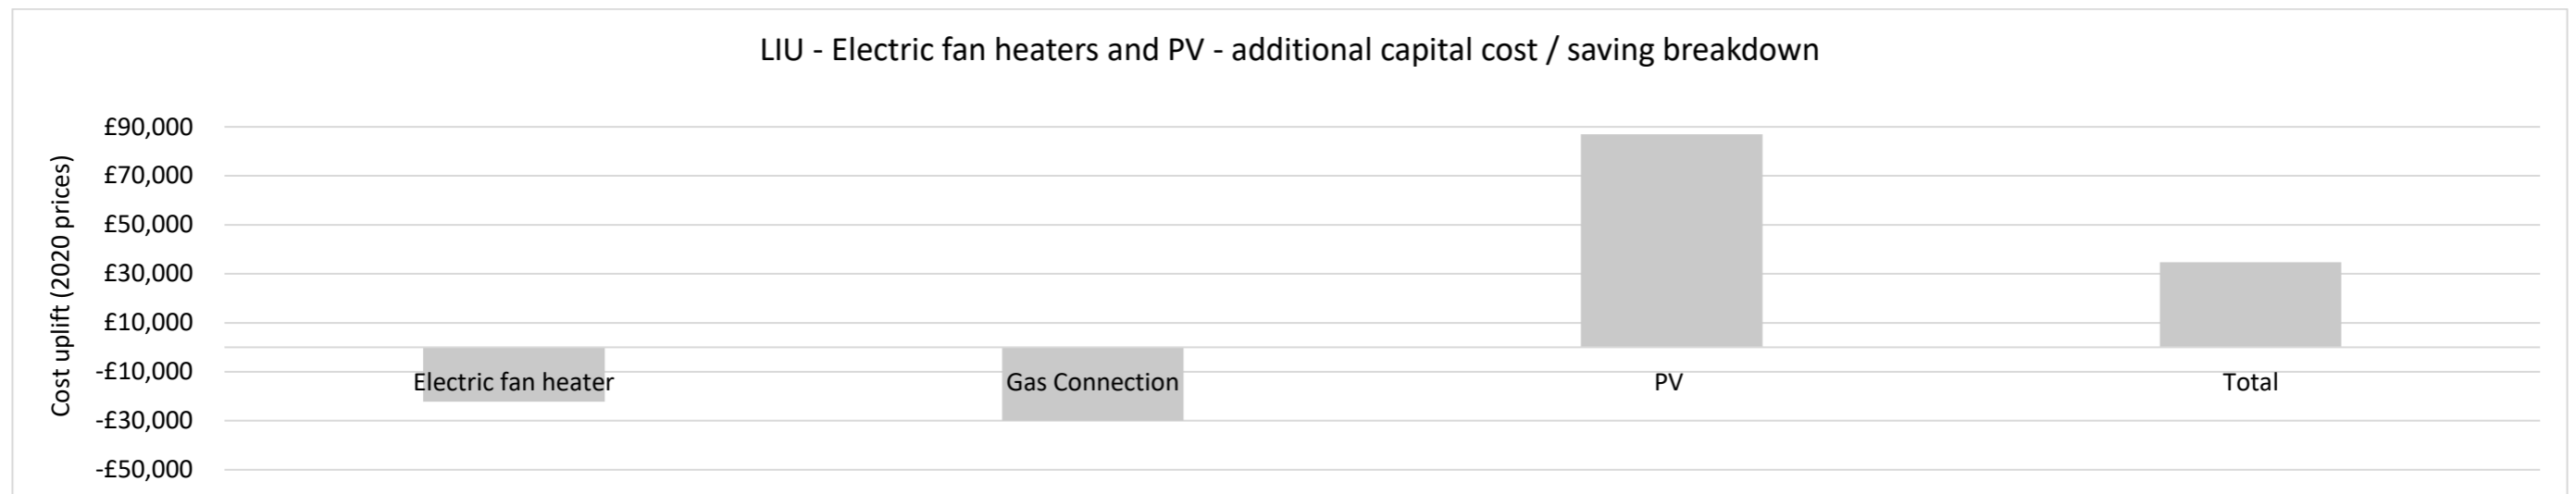 LIU - Electric fan heaters and PV - additional capital cost / saving breakdown
Cost uplift (2020 prices)
£90,000
£70,000
£50,000
£30,000
£10,000
-£10,000
-£30,000
-£50,000
Electric fan heater
Gas Connection
PV
Total